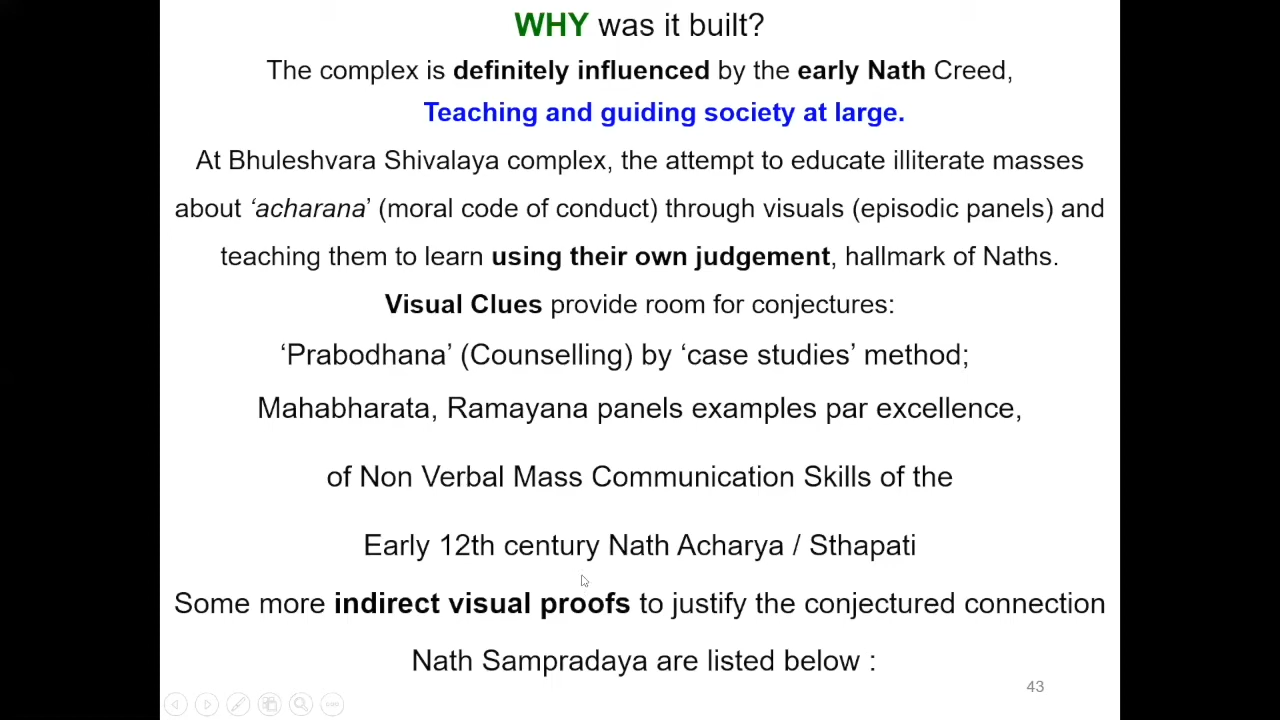 WHY was it built?
The complex is definitely influenced by the early Nath Creed,
Teaching and guiding society at large.
At Bhuleshvara Shivalaya complex, the attempt to educate illiterate masses
about ‘acharana’ (moral code of conduct) through visuals (episodic panels) and
teaching them to learn using their own judgement, hallmark of Naths.
Visual Clues provide room for conjectures:
‘Prabodhana’ (Counselling) by ‘case studies’ method;
Mahabharata, Ramayana panels examples par excellence,
of Non Verbal Mass Communication Skills of the
Early 12th century Nath Acharya / Sthapati
Some more indirect visual proofs to justify the conjectured connection
Nath Sampradaya are listed below :
43